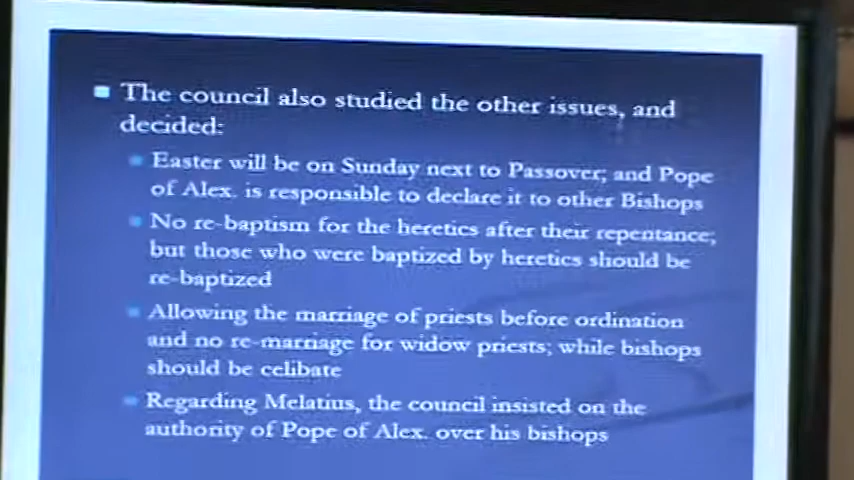 The council also studied the other issues, and
decided:
Easter will be on Sunday next to Passover; and Pope
of Alex. is responsible to declare it to other Bishops
No re-baptism for the heretics after their repentance;
but those who were baptized by heretics should be
re-baptized
Allowing the marriage of priests before ordination
and no re-marriage for widow priests; while bishops
should be celibate
Regarding Melatius, the council insisted on the
authority of Pope of Alex. over his bishops